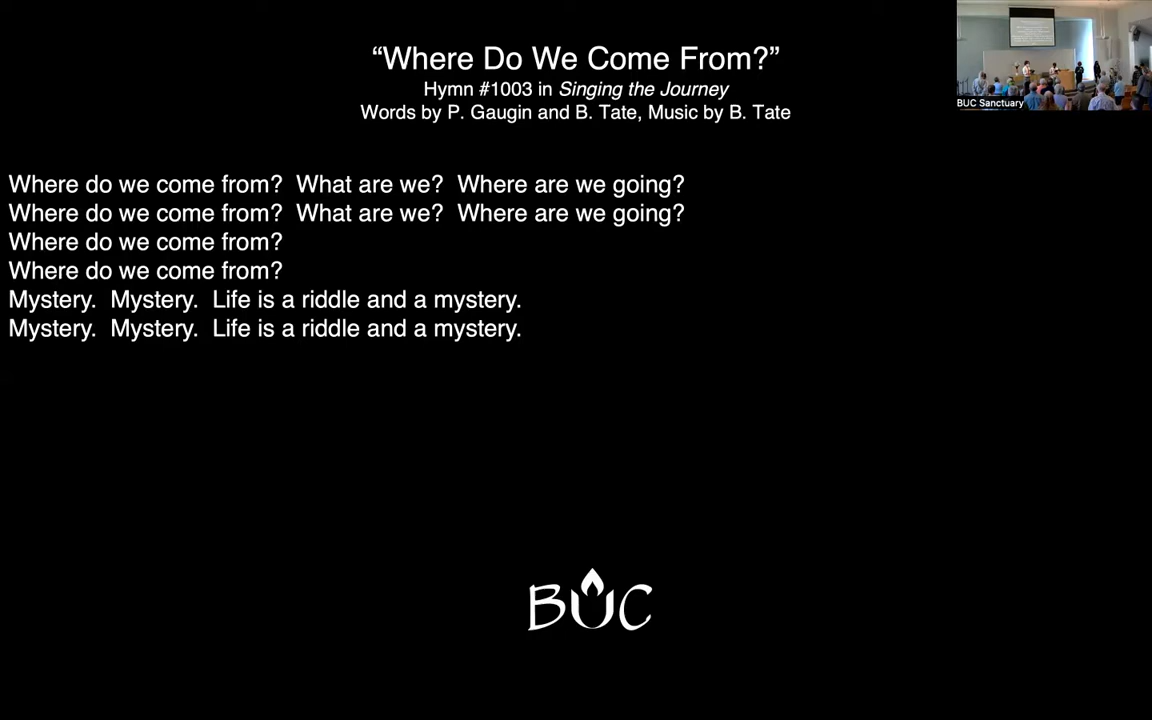 “Where Do We Come From?”
Hymn #1003 in Singing the Journey
Words by P. Gaugin and B. Tate, Music by B. Tate
BUC Sanctuary
Where do we come from?  What are we?  Where are we going?
Where do we come from?  What are we?  Where are we going?
Where do we come from?
Where do we come from?
Mystery.  Mystery.  Life is a riddle and a mystery.
Mystery.  Mystery.  Life is a riddle and a mystery.
BUC